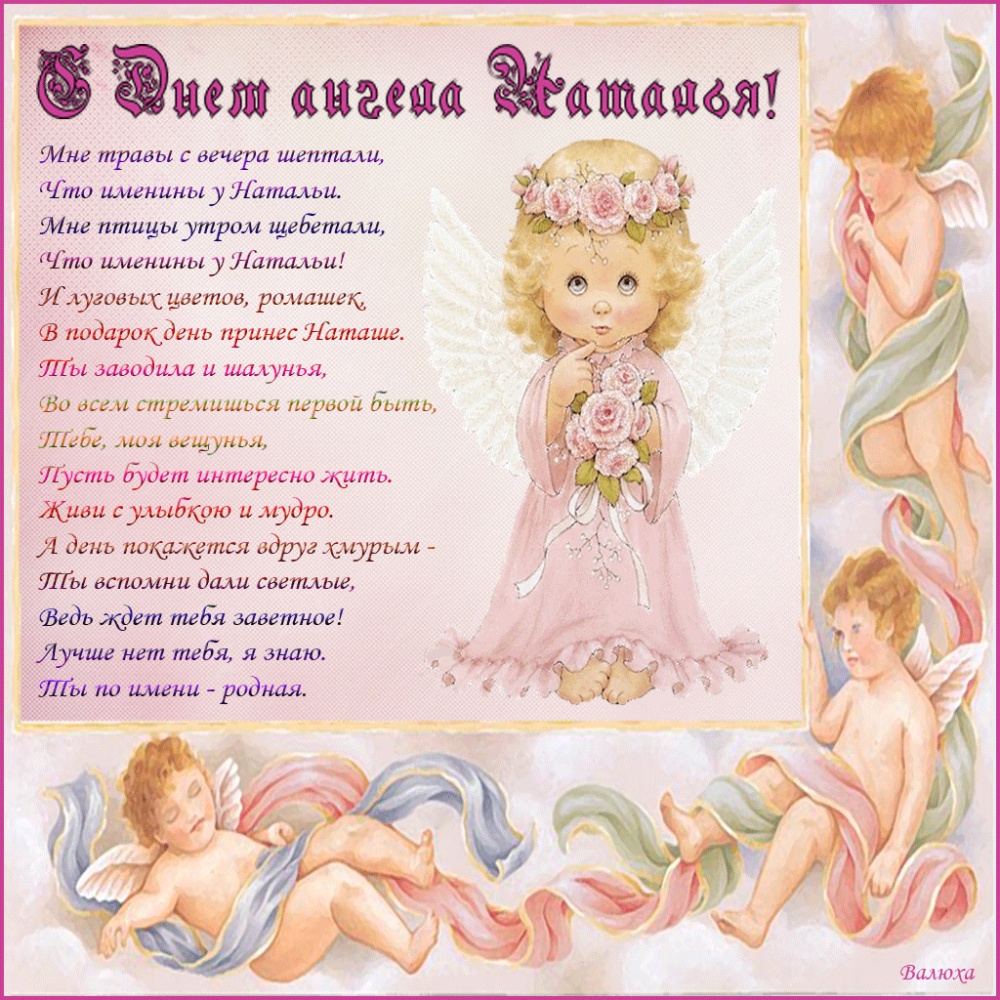 С Днем ангела Наталья!
Мне травы с вечера шептали,
Что именины у Натальи.
Мне птицы утром щебетали,
Что именины у Натальи!
И луговых цветов, ромашек,
В подарок день принес Наташе.
Ты заводила и шалунья,
Во всем стремишься первой быть,
Тебе, моя вещунья,
Пусть будет интересно жить.
Живи с улыбкою и мудро.
А день покажется вдруг хмурым -
Ты вспомни дали светлые,
Ведь ждет тебя заветное!
Лучше нет тебя, я знаю.
Ты по имени - родная.
Валюха